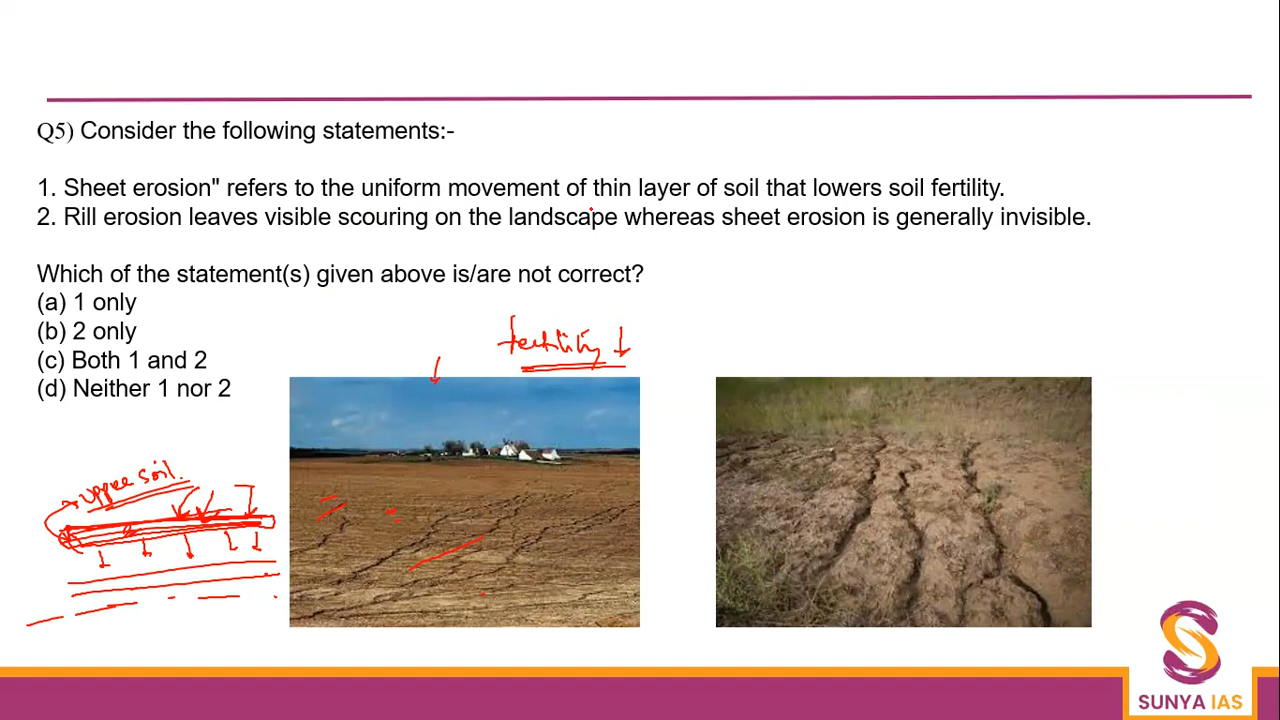 Q5) Consider the following statements:-
1. Sheet erosion" refers to the uniform movement of thin layer of soil that lowers soil fertility.
2. Rill erosion leaves visible scouring on the landscape whereas sheet erosion is generally invisible.
Which of the statement(s) given above is/are not correct?
(a) 1 only
(b) 2 only
(c) Both 1 and 2
(d) Neither 1 nor 2
fertility ↓
upper soil
SUNYA IAS